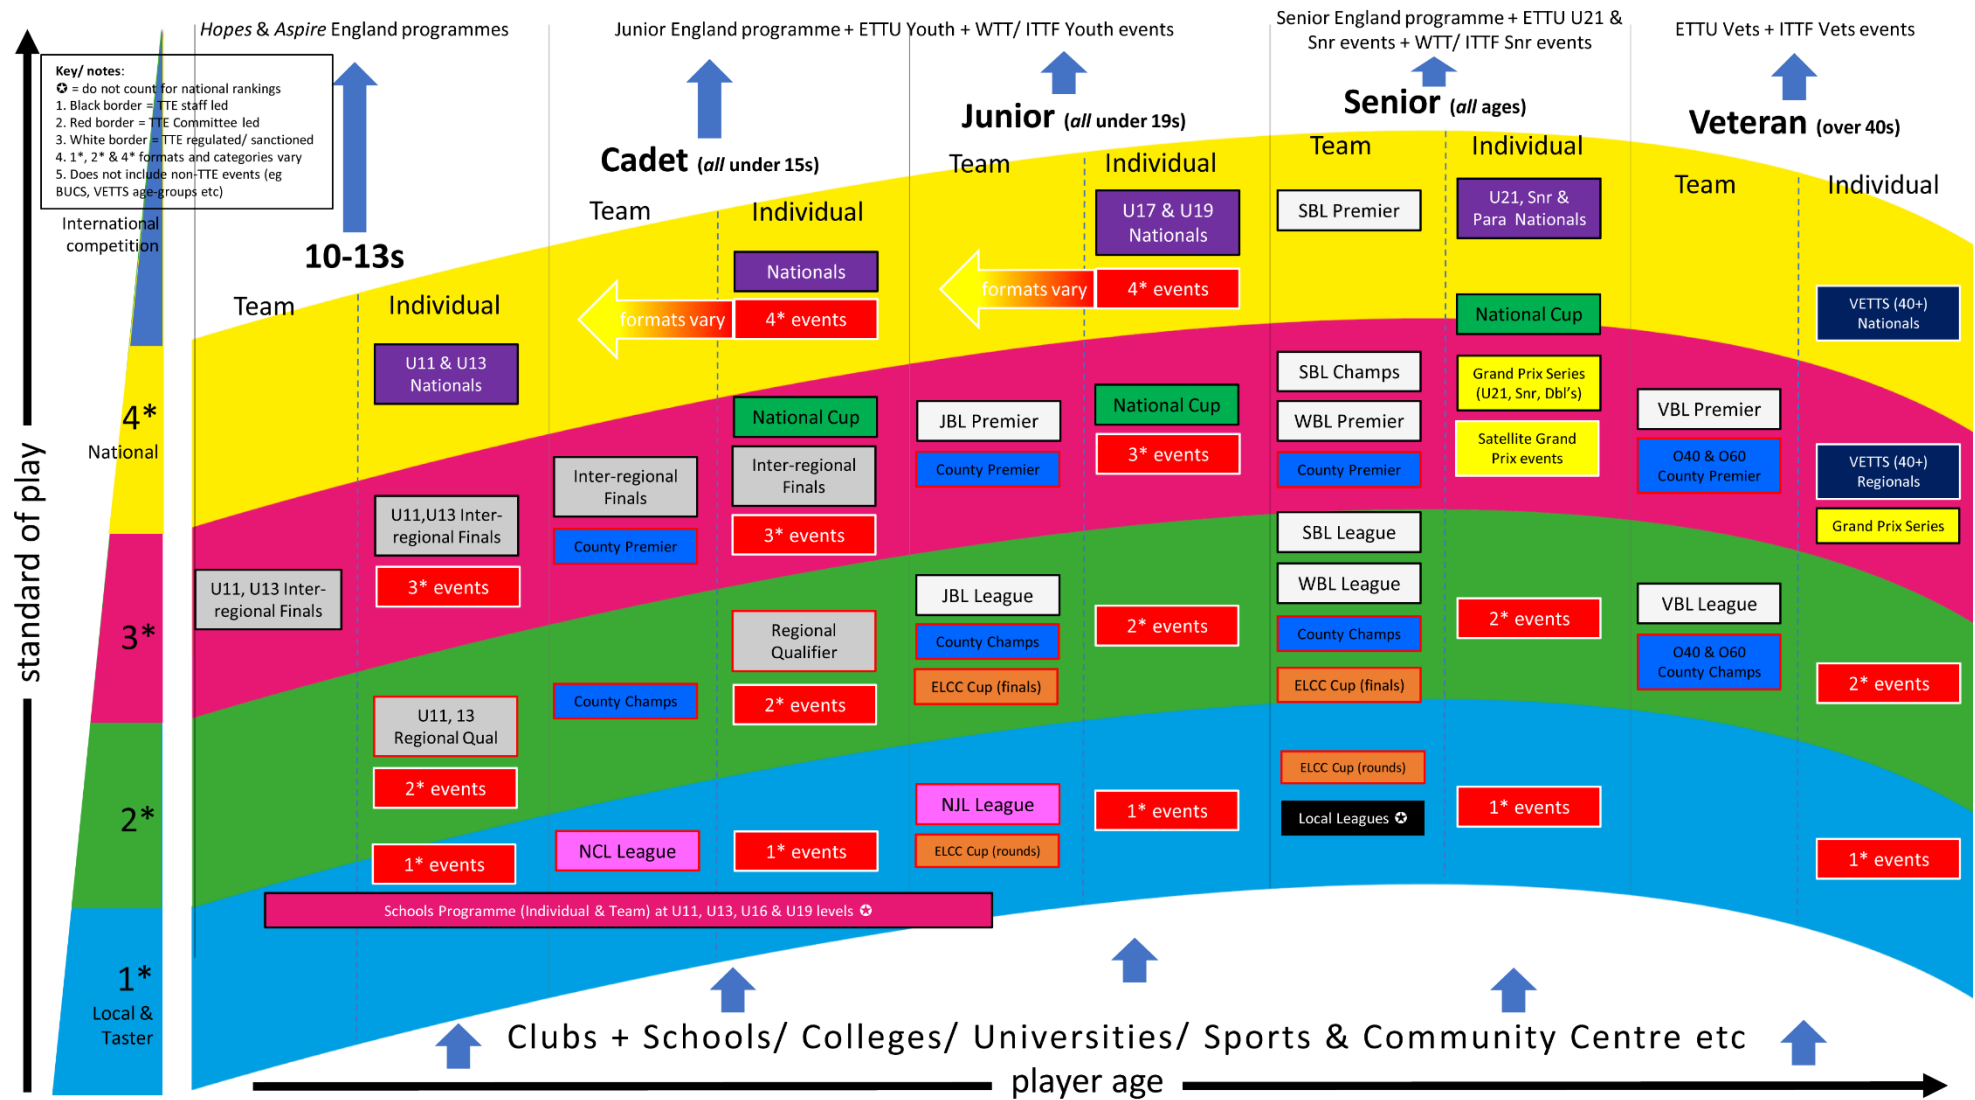 Hopes & Aspire England programmes
Junior England programme + ETTU Youth + WTT/ ITTF Youth events
Senior England programme + ETTU U21 &
Snr events + WTT/ ITTF Snr events
ETTU Vets + ITTF Vets events
Key/ notes:
✪ = do not count for national rankings
1. Black border = TTE staff led
2. Red border = TTE Committee led
3. White border = TTE regulated/ sanctioned
4. 1*, 2* & 4* formats and categories vary
5. Does not include non-TTE events (eg
BUCS, VETTS age-groups etc)
International
competition
4*
National
3*
2*
1*
Local &
Taster
standard of play
10-13s
Team
Individual
U11 & U13
Nationals
U11,U13 Inter-
regional Finals
3* events
U11, U13 Inter-
regional Finals
U11, 13
Regional Qual
2* events
1* events
Cadet (all under 15s)
Team
Individual
Nationals
formats vary
4* events
National Cup
Inter-regional
Finals
Inter-regional
Finals
County Premier
3* events
Regional
Qualifier
County Champs
2* events
NCL League
1* events
Schools Programme (Individual & Team) at U11, U13, U16 & U19 levels ✪
Junior (all under 19s)
Team
Individual
U17 & U19
Nationals
formats vary
4* events
JBL Premier
National Cup
County Premier
3* events
JBL League
County Champs
2* events
ELCC Cup (finals)
NJL League
1* events
ELCC Cup (rounds)
Senior (all ages)
Team
Individual
SBL Premier
U21, Snr &
Para Nationals
National Cup
SBL Champs
Grand Prix Series
(U21, Snr, Dbl's)
WBL Premier
Satellite Grand
Prix events
County Premier
SBL League
WBL League
County Champs
2* events
ELCC Cup (finals)
ELCC Cup (rounds)
Local Leagues ✪
1* events
Veteran (over 40s)
Team
Individual
VETTS (40+)
Nationals
VBL Premier
O40 & O60
County Premier
VETTS (40+)
Regionals
Grand Prix Series
VBL League
O40 & O60
County Champs
2* events
1* events
Clubs + Schools/ Colleges/ Universities/ Sports & Community Centre etc
player age